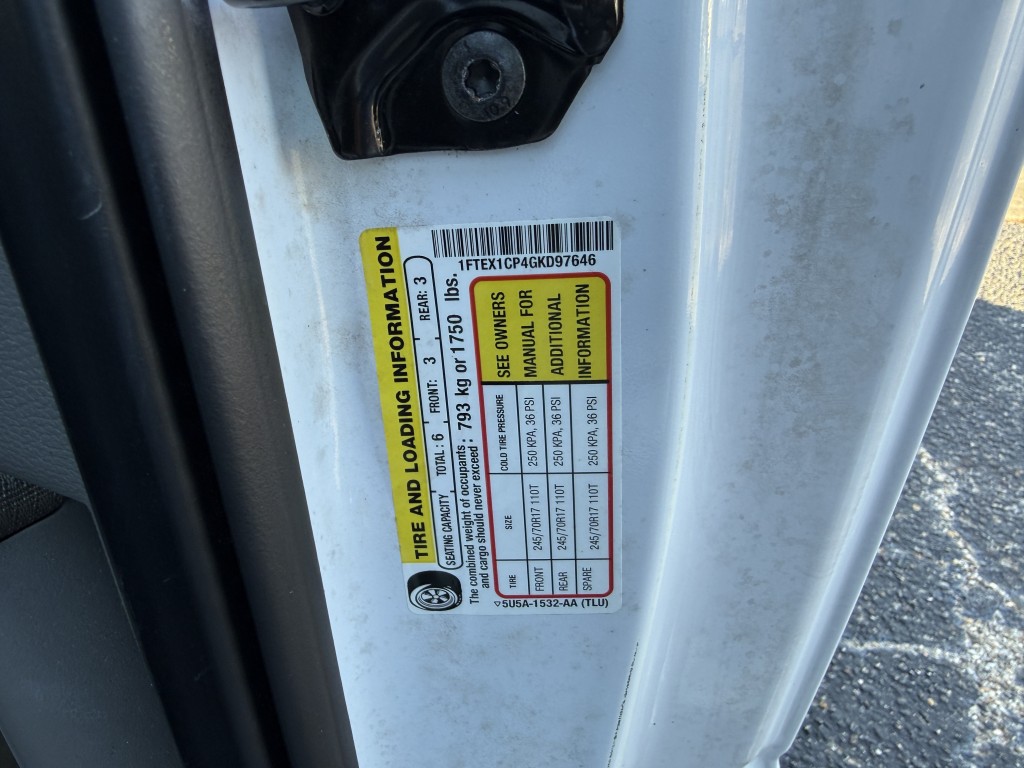 TIRE AND LOADING INFORMATION
SEATING CAPACITY TOTAL : 6 FRONT: 3 REAR: 3
The combined weight of occupants
and cargo should never exceed : 793 kg or 1750 lbs.
1FTEX1CP4GKD97646
TIRE SIZE COLD TIRE PRESSURE
FRONT 245/70R17 110T 250 KPA, 36 PSI
REAR 245/70R17 110T 250 KPA, 36 PSI
SPARE 245/70R17 110T 250 KPA, 36 PSI
SEE OWNERS
MANUAL FOR
ADDITIONAL
INFORMATION
5U5A-1532-AA (TLU)